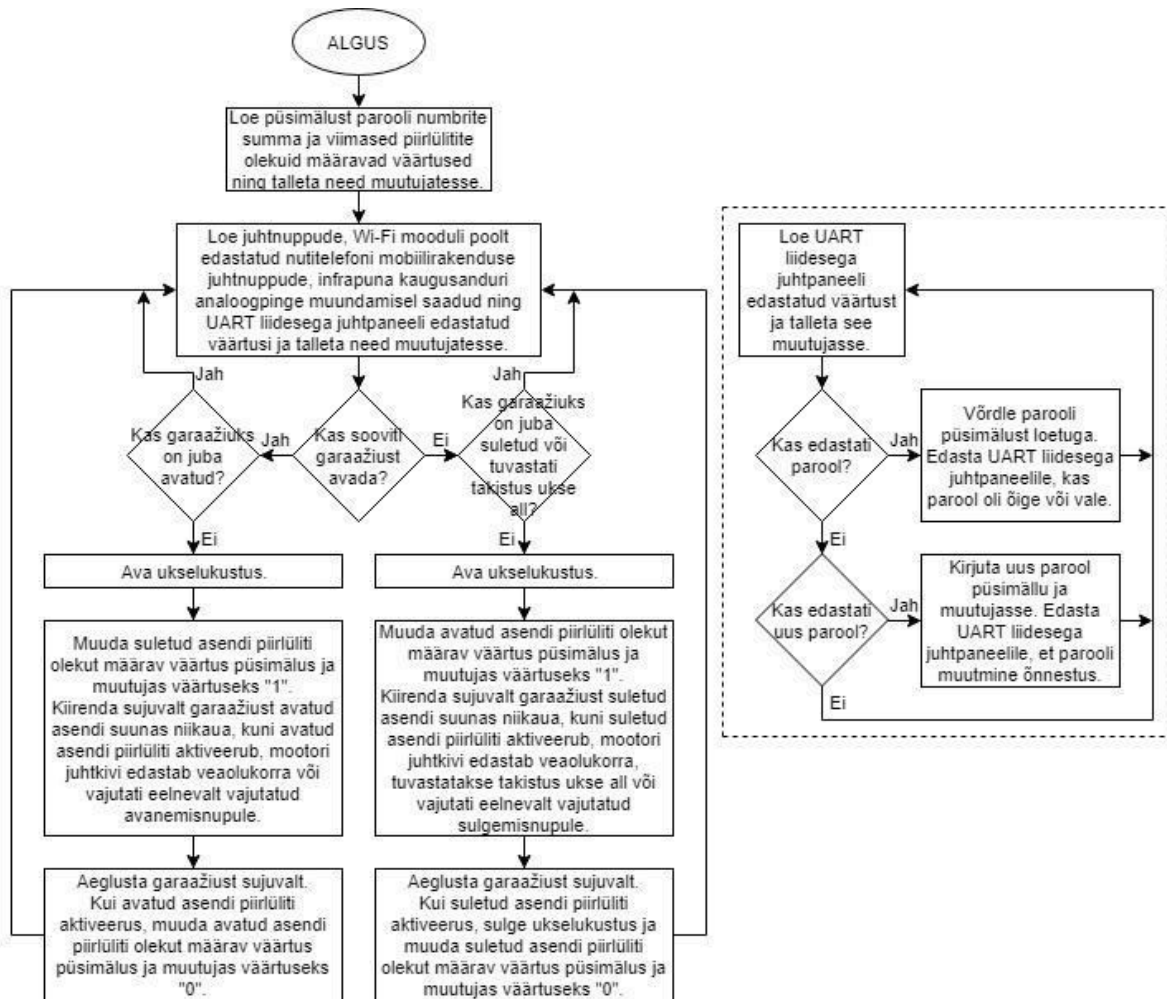 ALGUS
Loe püsimälust parooli numbrite
summa ja viimased piirlülitite
olekuid määravad väärtused
ning talleta need muutujatesse.
Loe juhtnuppude, Wi-Fi mooduli poolt
edastatud nutitelefoni mobiilirakenduse
juhtnuppude, infrapuna kaugusanduri
analoogpinge muundamisel saadud ning
UART liidesega juhtpaneeli edastatud
väärtusi ja talleta need muutujatesse.
Jah
Jah
Kas garaažiuks
on juba
avatud?
Jah
Kas sooviti
garaažiust
avada?
Ei
Kas garaažiuks
on juba
suletud või
tuvastati
takistus ukse
all?
Ei
Ei
Ava ukselukustus.
Ava ukselukustus.
Muuda suletud asendi piirlüliti
olekut määrav väärtus püsimälus ja
muutujas väärtuseks "1".
Kiirenda sujuvalt garaažiust avatud
asendi suunas niikaua, kuni avatud
asendi piirlüliti aktiveerub, mootori
juhtkivi edastab veaolukorra või
vajutati eelnevalt vajutatud
avanemisnupule.
Muuda avatud asendi piirlüliti olekut
määrav väärtus püsimälus ja
muutujas väärtuseks "1".
Kiirenda sujuvalt garaažiust suletud
asendi suunas niikaua, kuni suletud
asendi piirlüliti aktiveerub, mootori
juhtkivi edastab veaolukorra,
tuvastatakse takistus ukse all või
vajutati eelnevalt vajutatud
sulgemisnupule.
Aeglusta garaažiust sujuvalt.
Kui avatud asendi piirlüliti
aktiveerus, muuda avatud asendi
piirlüliti olekut määrav väärtus
püsimälus ja muutujas väärtuseks
"0".
Aeglusta garaažiust sujuvalt.
Kui suletud asendi piirlüliti
aktiveerus, sulge ukselukustus ja
muuda suletud asendi piirlüliti
olekut määrav väärtus püsimälus ja
muutujas väärtuseks "0".
Loe UART
liidesega
juhtpaneeli
edastatud väärtust
ja talleta see
muutujasse.
Kas edastati
parool?
Jah
Võrdle parooli
püsimälust loetuga.
Edasta UART liidesega
juhtpaneelile, kas
parool oli õige või vale.
Ei
Kas edastati
uus parool?
Jah
Kirjuta uus parool
püsimällu ja
muutujasse. Edasta
UART liidesega
juhtpaneelile, et parooli
muutmine õnnestus.
Ei